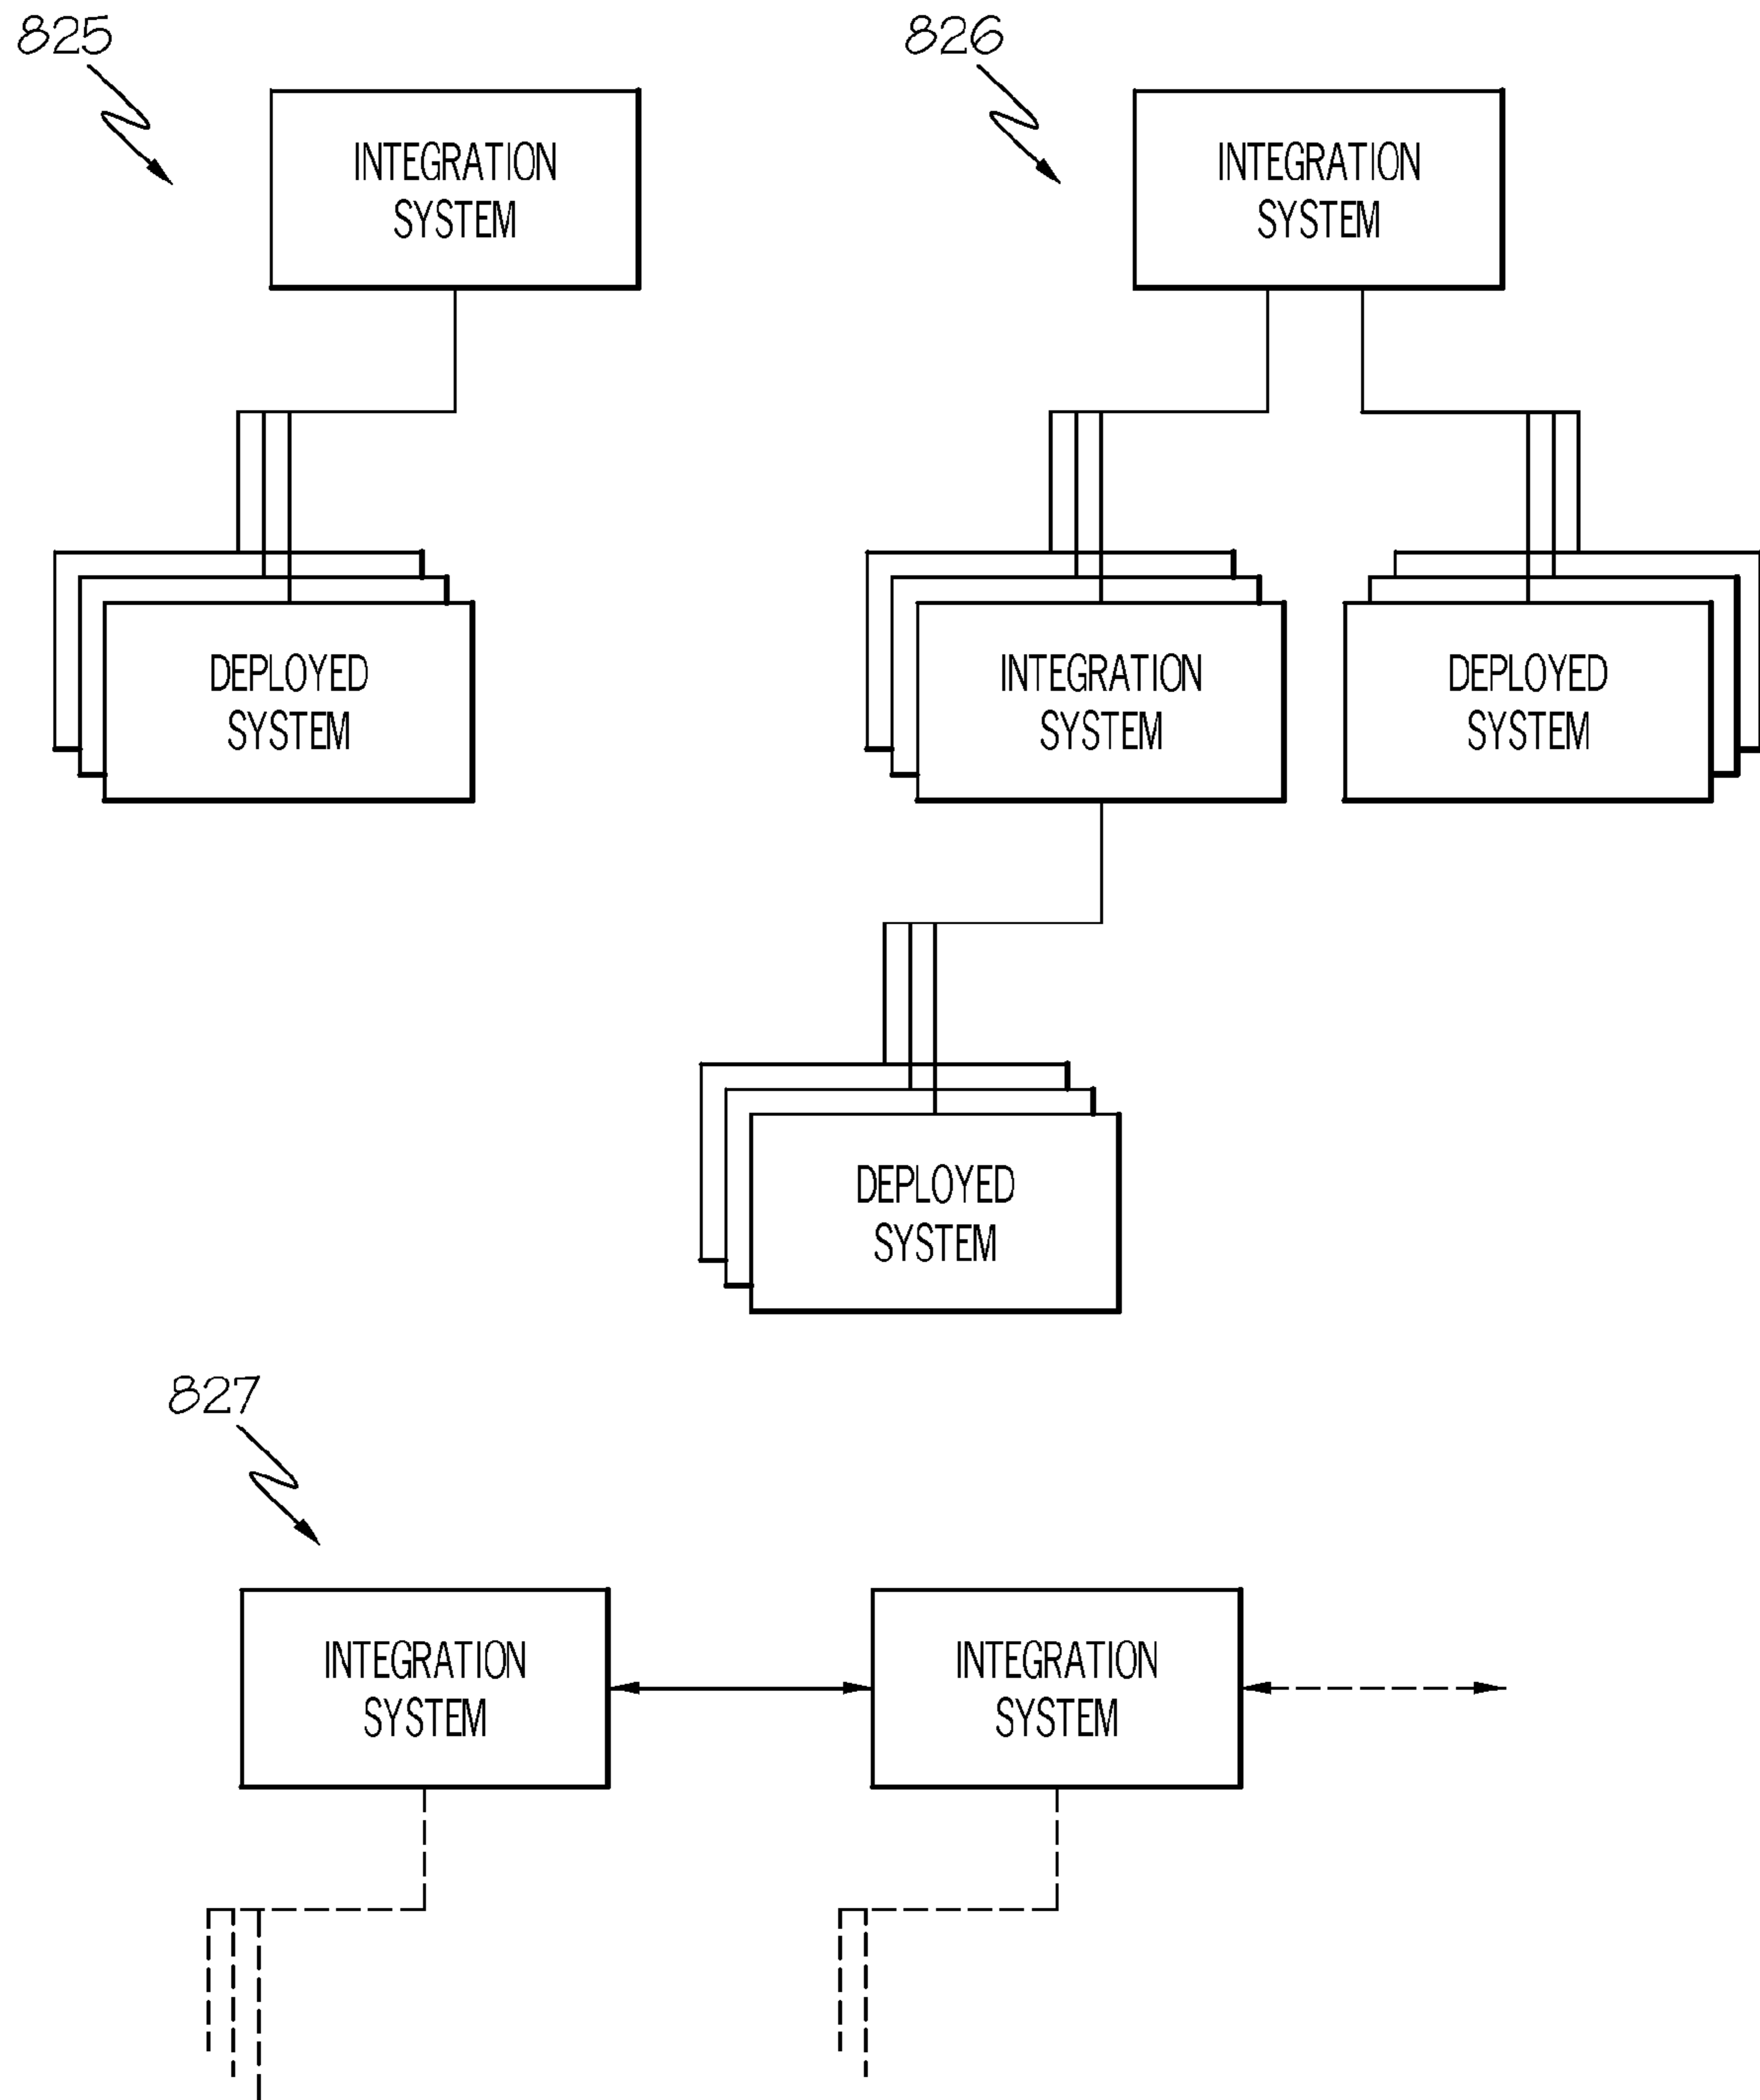 825
INTEGRATION
SYSTEM
DEPLOYED
SYSTEM
826
INTEGRATION
SYSTEM
INTEGRATION
SYSTEM
DEPLOYED
SYSTEM
DEPLOYED
SYSTEM
827
INTEGRATION
SYSTEM
INTEGRATION
SYSTEM